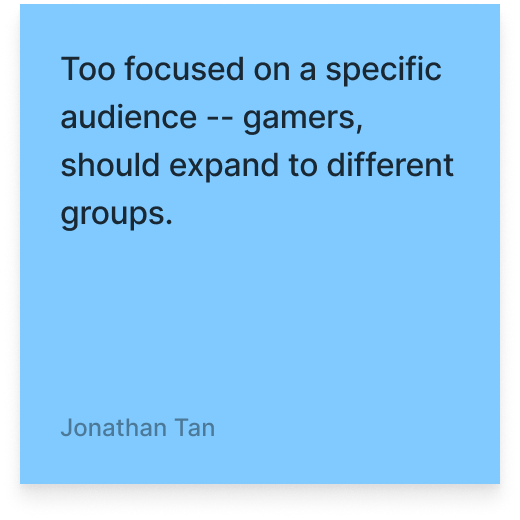 Too focused on a specific
audience -- gamers,
should expand to different
groups.
Jonathan Tan